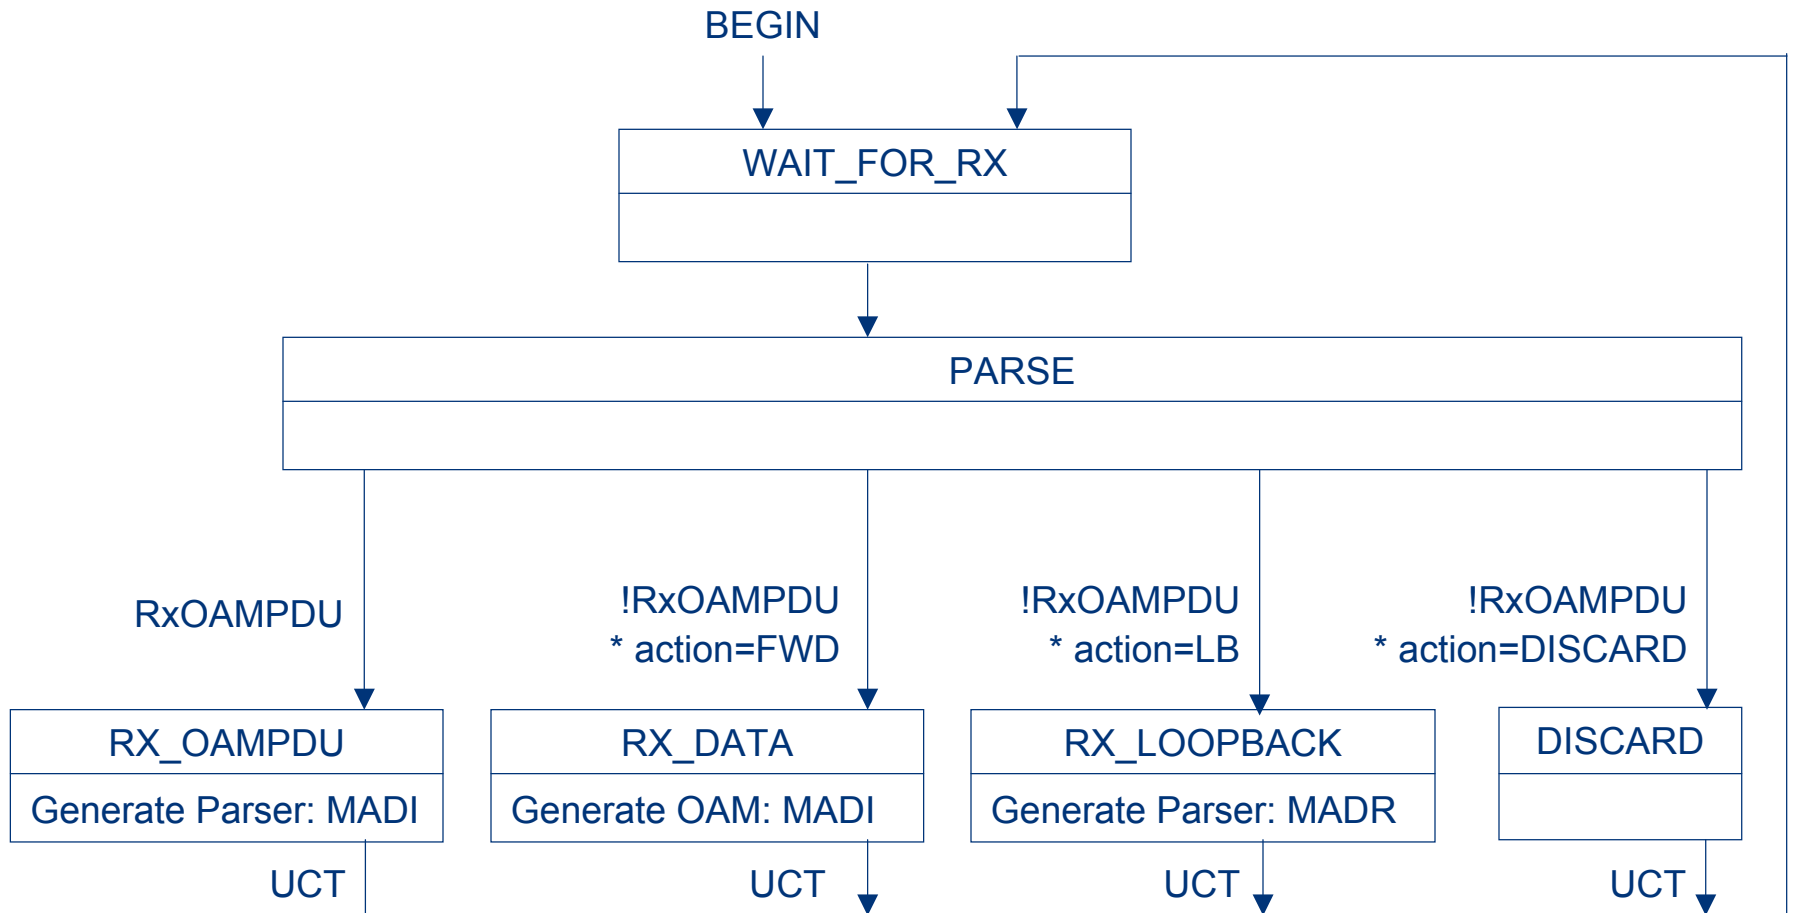 BEGIN
WAIT_FOR_RX
PARSE
RxOAMPDU
!RxOAMPDU
* action=FWD
!RxOAMPDU
* action=LB
!RxOAMPDU
* action=DISCARD
RX_OAMPDU
Generate Parser: MADI
RX_DATA
Generate OAM: MADI
RX_LOOPBACK
Generate Parser: MADR
DISCARD
UCT
UCT
UCT
UCT